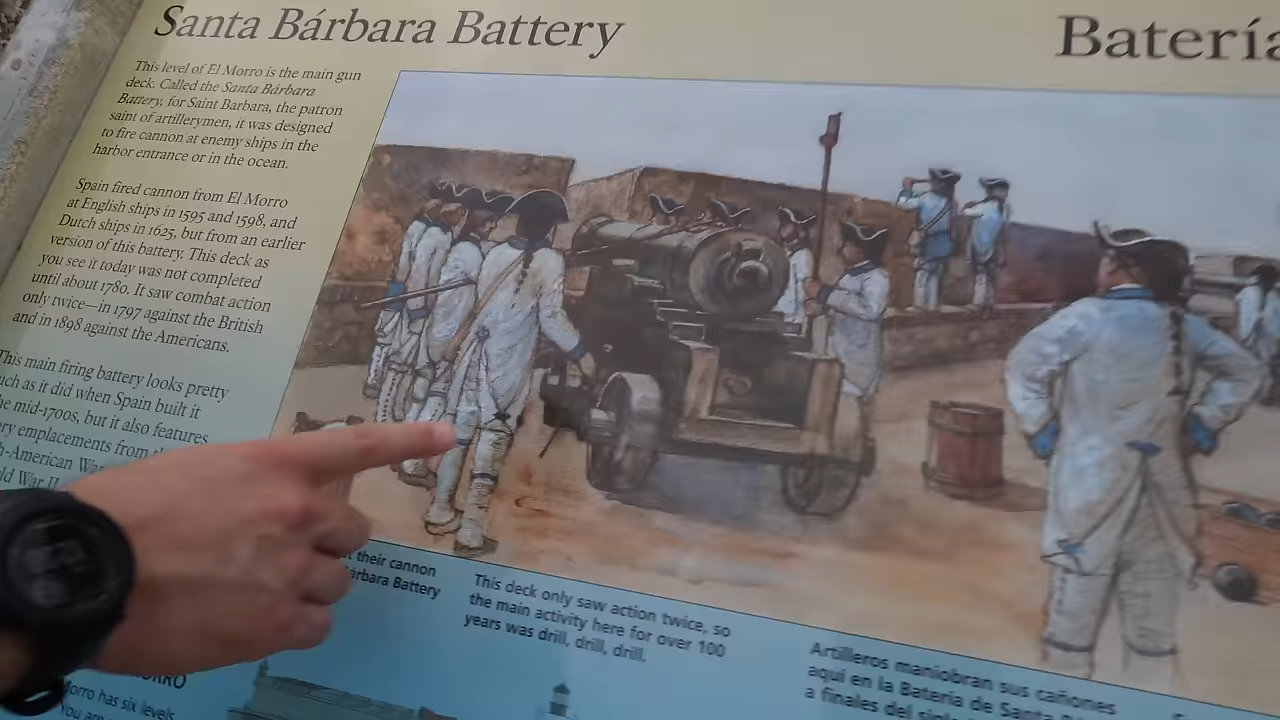 Santa Bárbara Battery
Batería
This level of El Morro is the main gun
deck. Called the Santa Bárbara
Battery, for Saint Barbara, the patron
saint of artillerymen, it was designed
to fire cannon at enemy ships in the
harbor entrance or in the ocean.
Spain fired cannon from El Morro
at English ships in 1595 and 1598, and
Dutch ships in 1625, but from an earlier
version of this battery. This deck as
you see it today was not completed
until about 1780. It saw combat action
only twice—in 1797 against the British
and in 1898 against the Americans.
This main firing battery looks pretty
as it did when Spain built it
mid-1700s, but it also features
emplacements from
War
War II
their cannon
Battery
This deck only saw action twice, so
the main activity here for over 100
years was drill, drill, drill.
Artilleros maniobran sus cañones
aquí en la Batería de Santa
a finales del
Morro has six levels.
You